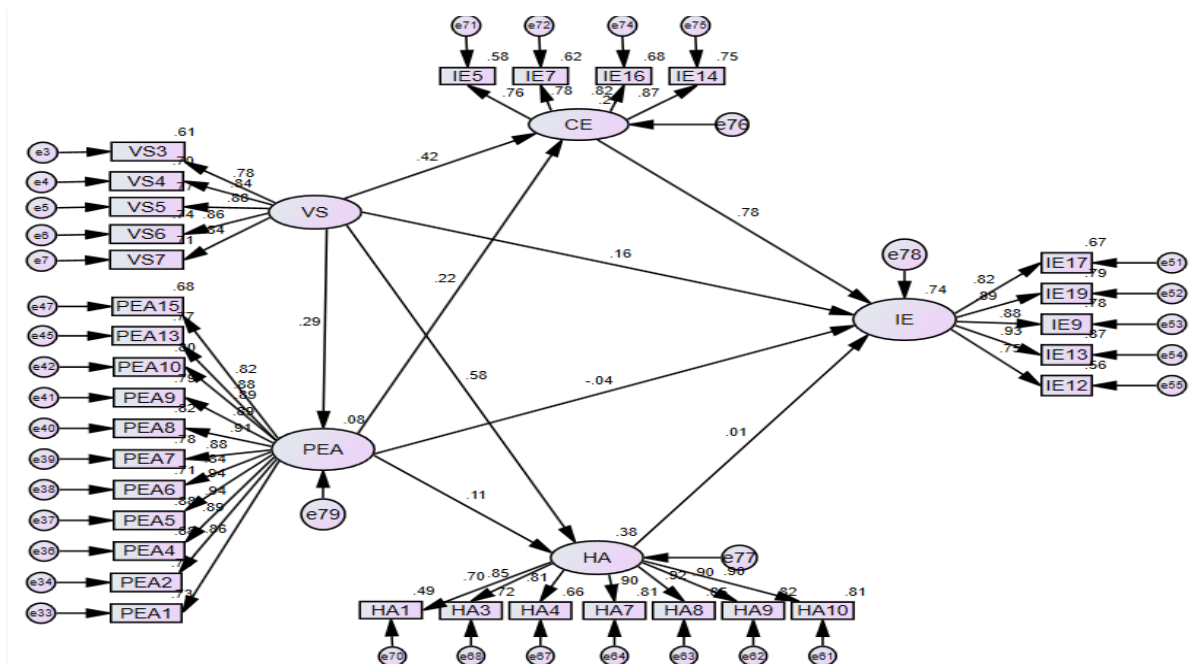 e71 e72 e74 e75
.58 .62 .68 .75
IE5 IE7 IE16 IE14
.76 .78 .82 .87
CE e76
.61
e3 VS3
.78
e4 VS4
.84
e5 VS5
.88
.42
VS
.74 .86
e6 VS6
.84
e7 VS7
.71
.78
.16
e78
.67
IE17 e51
.82
.79
IE19 e52
.89
.74
IE
.78
.88
IE9 e53
.93
.87
IE13 e54
.75
.56
IE12 e55
.22
.29
.58
-.04
.01
.68
e47 PEA15
.77
e45 PEA13
.80
e42 PEA10
.82
.88
.79
e41 PEA9
.89
.82
e40 PEA8
.91
.08
PEA
.78 .88
e39 PEA7
.84
.71 .94
e38 PEA6
.94
.88 .89
e37 PEA5
.86
.88
e36 PEA4
e34 PEA2
.73
e33 PEA1
e79
.11
.38
HA e77
.70 .85 .81 .90 .92 .90 .90
.49 .72 .66 .81 .85 .82 .81
HA1 HA3 HA4 HA7 HA8 HA9 HA10
e70 e68 e67 e64 e63 e62 e61